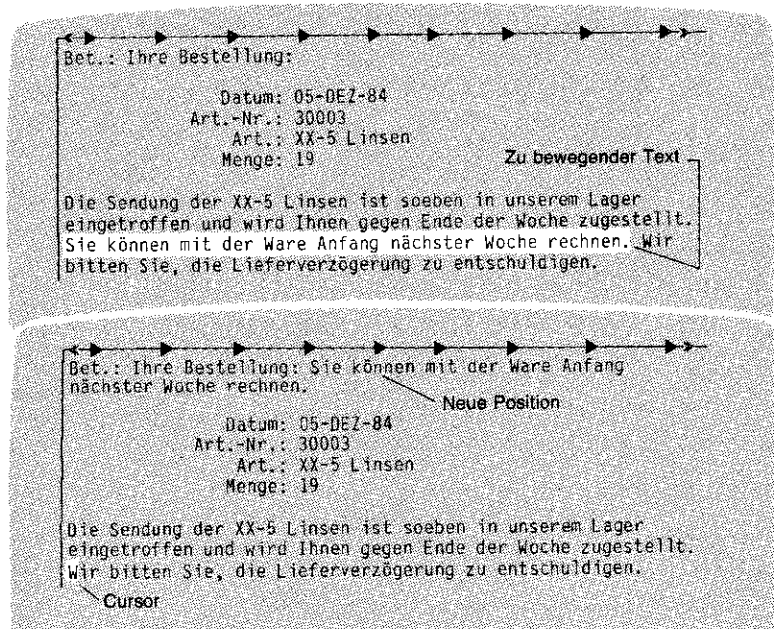 Bet.: Ihre Bestellung:
Datum: 05-DEZ-84
Art.-Nr.: 30003
Art.: XX-5 Linsen
Menge: 19
Zu bewegender Text
Die Sendung der XX-5 Linsen ist soeben in unserem Lager
eingetroffen und wird Ihnen gegen Ende der Woche zugestellt.
Sie können mit der Ware Anfang nächster Woche rechnen. Wir
bitten Sie, die Lieferverzögerung zu entschuldigen.
Bet.: Ihre Bestellung: Sie können mit der Ware Anfang
nächster Woche rechnen.
Neue Position
Datum: 05-DEZ-84
Art.-Nr.: 30003
Art.: XX-5 Linsen
Menge: 19
Die Sendung der XX-5 Linsen ist soeben in unserem Lager
eingetroffen und wird Ihnen gegen Ende der Woche zugestellt.
Wir bitten Sie, die Lieferverzögerung zu entschuldigen.
Cursor